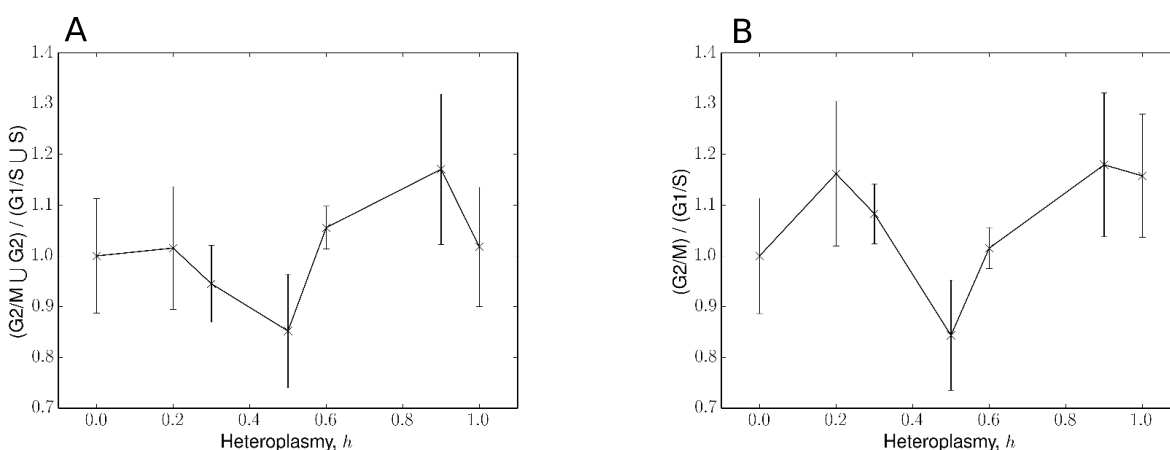 A
1.4
1.3
1.2
1.1
1.0
0.9
0.8
0.7
(G2/M ⋃ G2) / (G1/S ⋃ S)
0.0 0.2 0.4 0.6 0.8 1.0
Heteroplasmy, h
B
1.4
1.3
1.2
1.1
1.0
0.9
0.8
0.7
(G2/M) / (G1/S)
0.0 0.2 0.4 0.6 0.8 1.0
Heteroplasmy, h